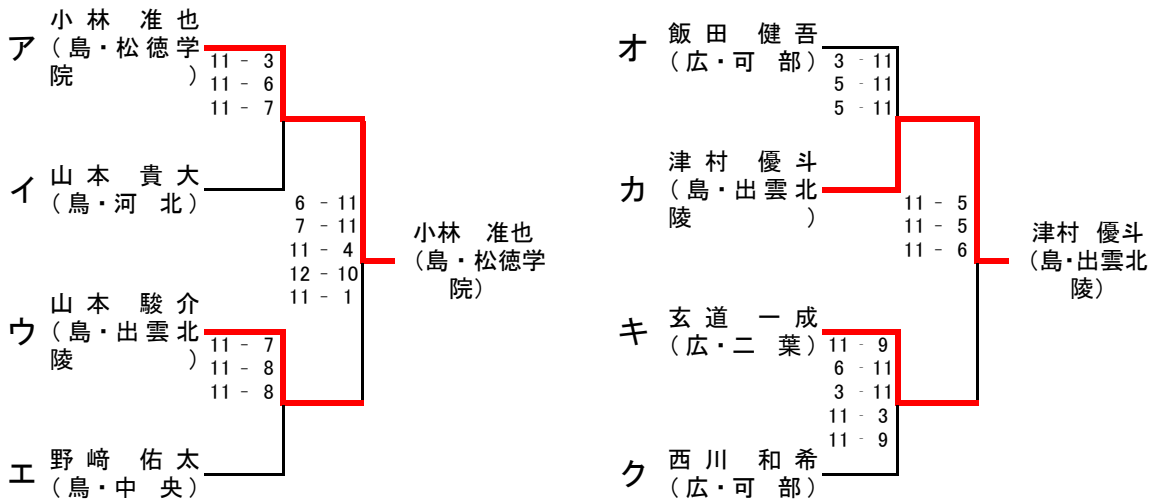 ア
小林 准也
(島・松徳学
院)
11 - 3
11 - 6
11 - 7
イ
山本 貴大
(鳥・河 北)
6 - 11
7 - 11
11 - 4
12 - 10
11 - 1
小林 准也
(島・松徳学
院)
ウ
山本 駿介
(島・出雲北
陵)
11 - 7
11 - 8
11 - 8
エ
野﨑 佑太
(鳥・中 央)
オ
飯田 健吾
(広・可 部)
3 - 11
5 - 11
5 - 11
カ
津村 優斗
(島・出雲北
陵)
11 - 5
11 - 5
11 - 6
津村 優斗
(島・出雲北
陵)
キ
玄道 一成
(広・二 葉)
11 - 9
6 - 11
3 - 11
11 - 3
11 - 9
ク
西川 和希
(広・可 部)